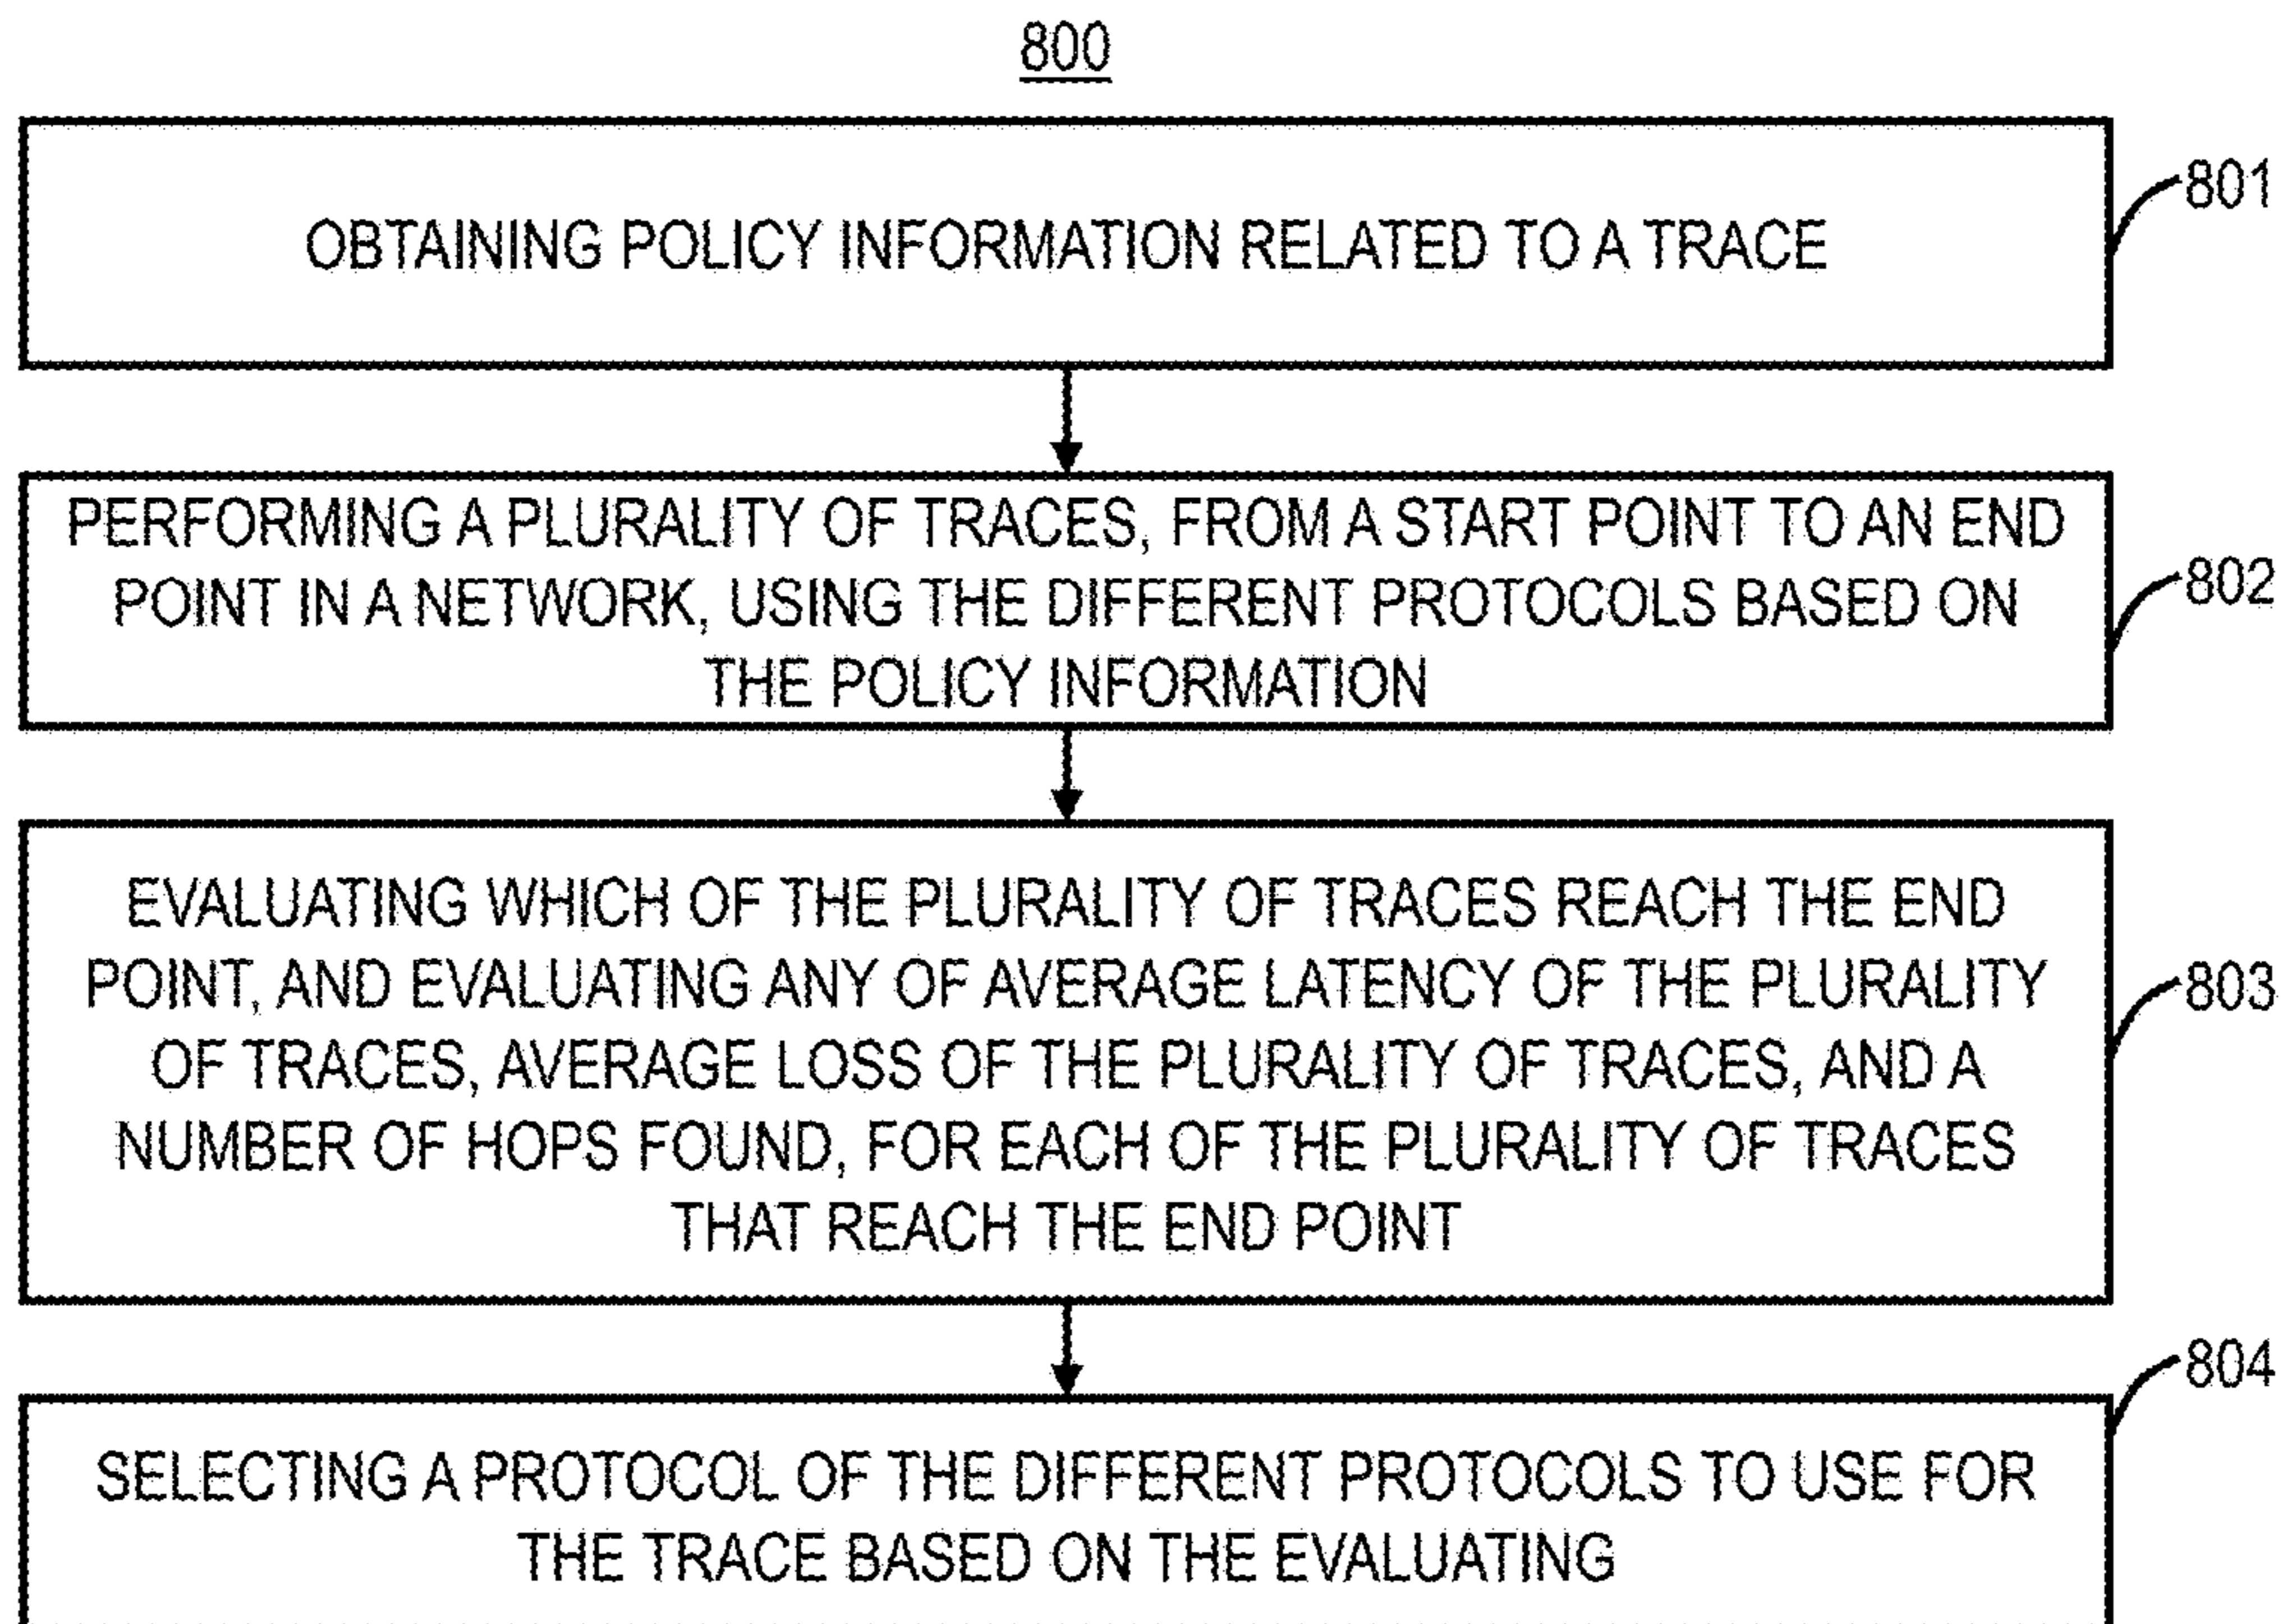 800
OBTAINING POLICY INFORMATION RELATED TO A TRACE
801
PERFORMING A PLURALITY OF TRACES, FROM A START POINT TO AN END
POINT IN A NETWORK, USING THE DIFFERENT PROTOCOLS BASED ON
THE POLICY INFORMATION
802
EVALUATING WHICH OF THE PLURALITY OF TRACES REACH THE END
POINT, AND EVALUATING ANY OF AVERAGE LATENCY OF THE PLURALITY
OF TRACES, AVERAGE LOSS OF THE PLURALITY OF TRACES, AND A
NUMBER OF HOPS FOUND, FOR EACH OF THE PLURALITY OF TRACES
THAT REACH THE END POINT
803
SELECTING A PROTOCOL OF THE DIFFERENT PROTOCOLS TO USE FOR
THE TRACE BASED ON THE EVALUATING
804